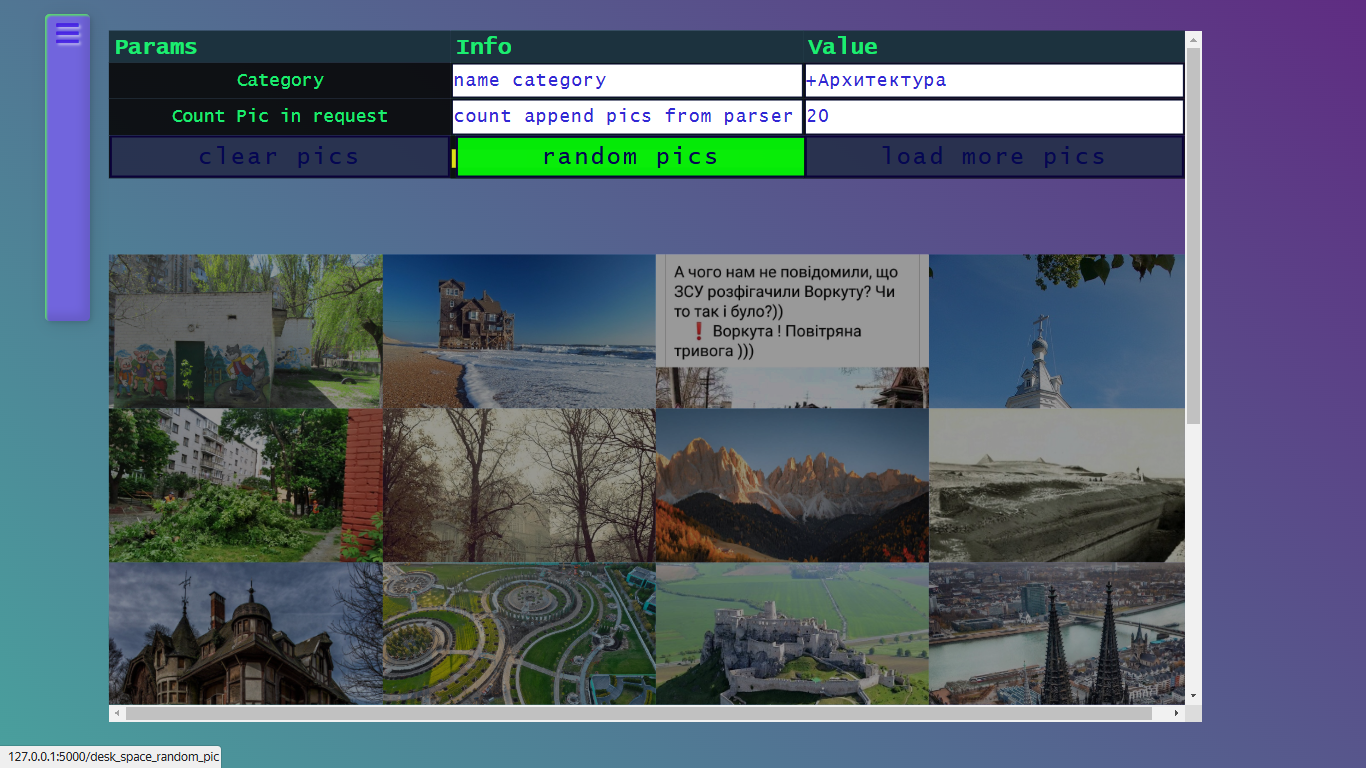 Params Info Value
Category name category +Архитектура
Count Pic in request count append pics from parser 20
clear pics random pics load more pics
А чого нам не повідомили, що
ЗСУ розфігачили Воркуту? Чи
то так і було?))
❗ Воркута ! Повітряна
тривога )))
127.0.0.1:5000/desk_space_random_pic